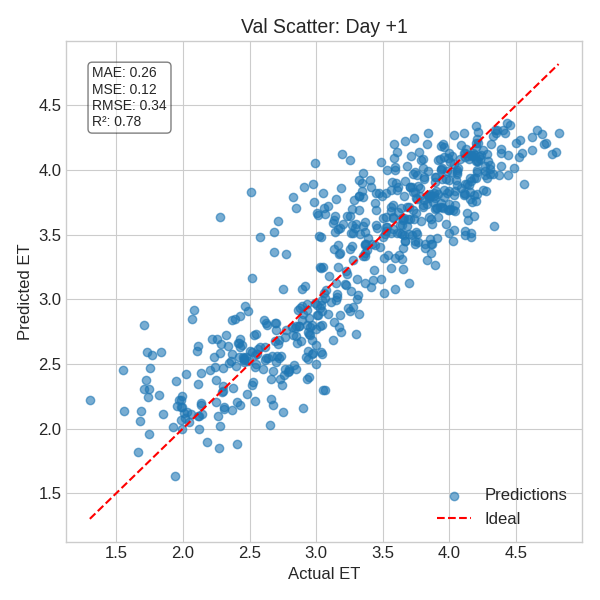 Val Scatter: Day +1
MAE: 0.26
MSE: 0.12
RMSE: 0.34
R²: 0.78
4.5
4.0
3.5
3.0
2.5
2.0
1.5
Predicted ET
Predictions
Ideal
1.5 2.0 2.5 3.0 3.5 4.0 4.5
Actual ET